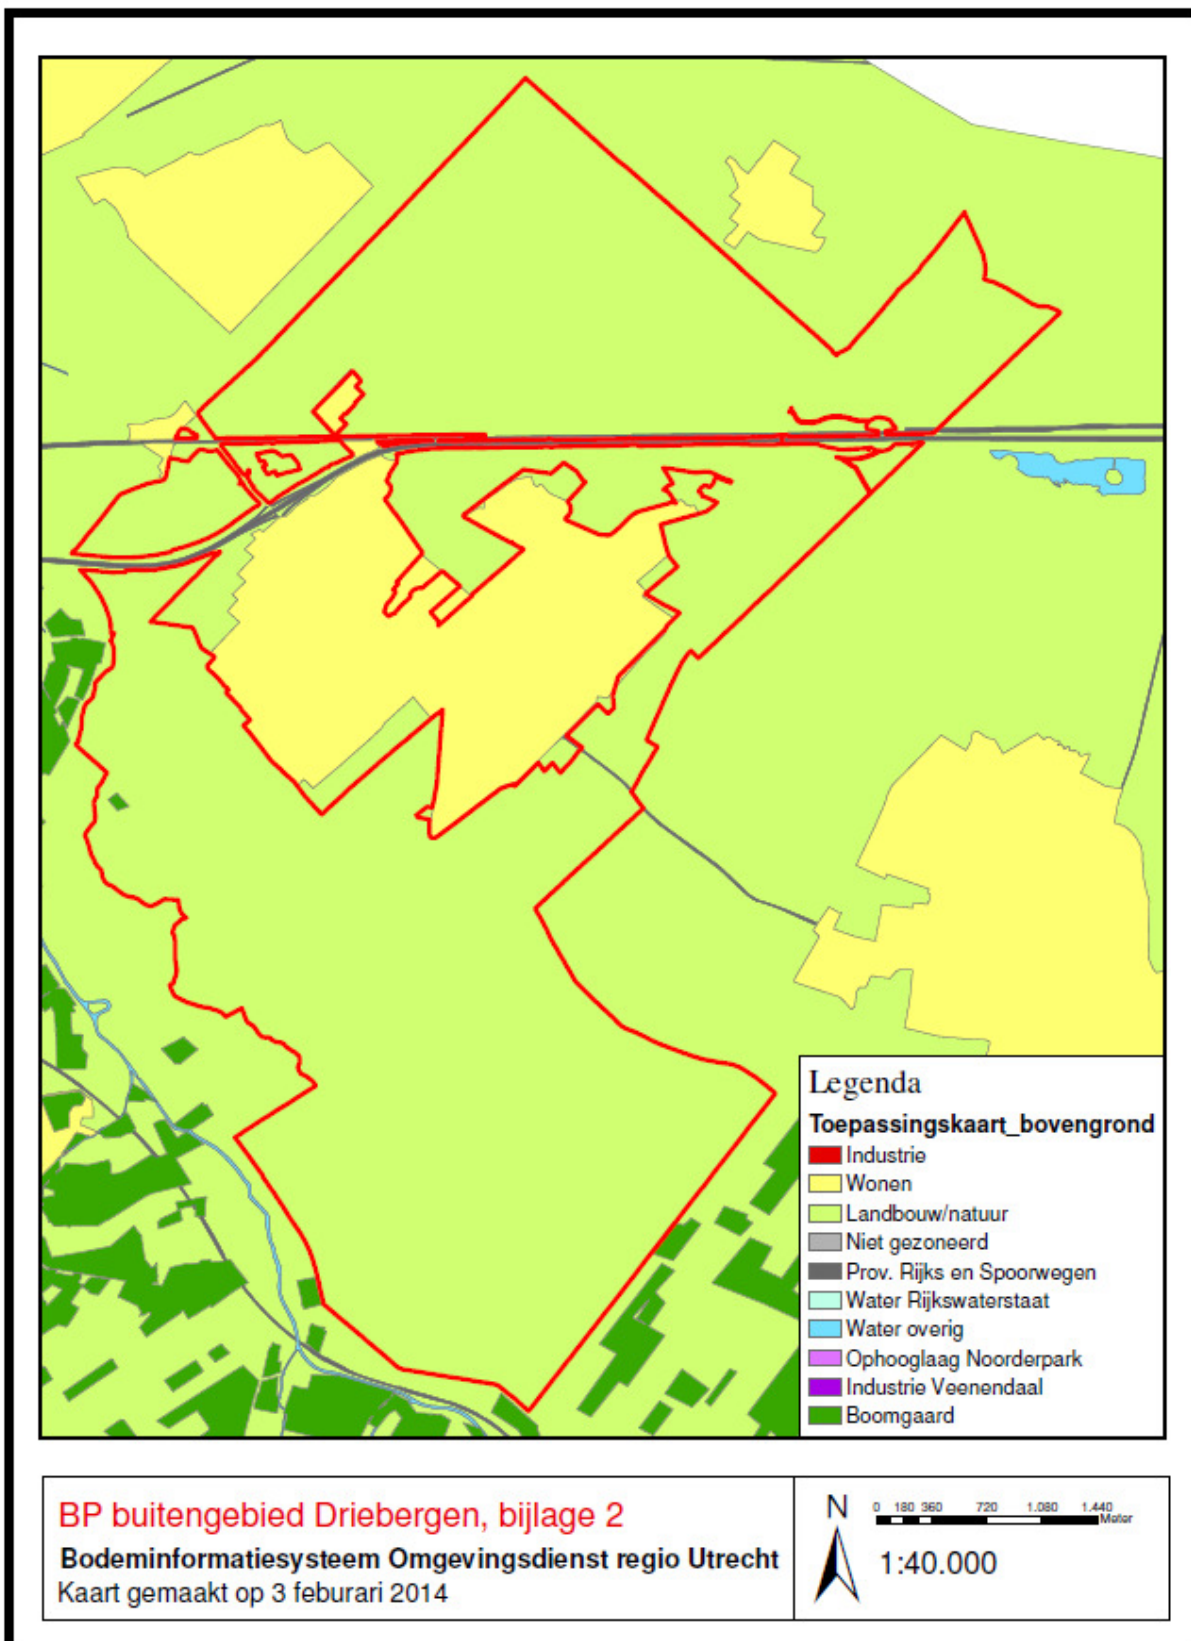 Legenda
Toepassingskaart_bovengrond
Industrie
Wonen
Landbouw/natuur
Niet gezoneerd
Prov. Rijks en Spoorwegen
Water Rijkswaterstaat
Water overig
Ophooglaag Noorderpark
Industrie Veenendaal
Boomgaard
BP buitengebied Driebergen, bijlage 2
Bodeminformatiesysteem Omgevingsdienst regio Utrecht
Kaart gemaakt op 3 feburari 2014
N
0 180 360 720 1.080 1.440
Meter
1:40.000